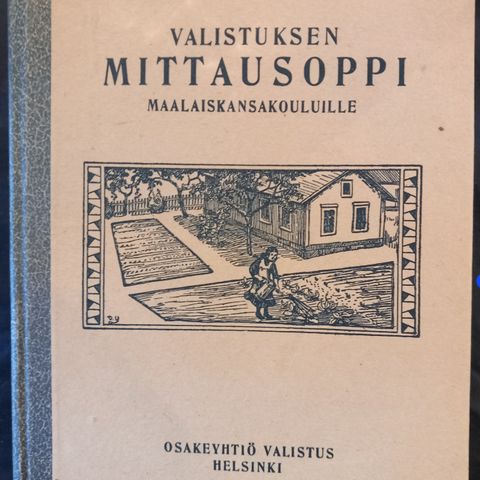 VALISTUKSEN
MITTAUSOPPI
MAALAISKANSAKOULUILLE
OSAKEYHTIÖ VALISTUS
HELSINKI